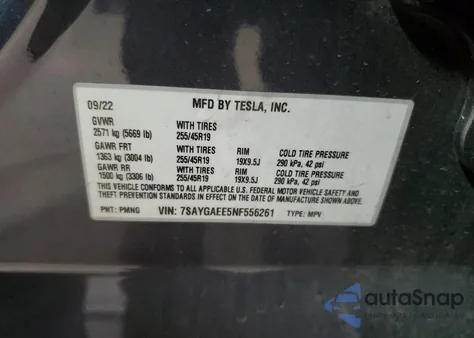 09/22 MFD BY TESLA, INC.
GVWR
2571 kg (5669 lb) WITH TIRES 255/45R19
GAWR FRT
1363 kg (3004 lb) WITH TIRES 255/45R19 RIM 19X9.5J COLD TIRE PRESSURE 290 kPa, 42 psi
GAWR RR
1500 kg (3306 lb) WITH TIRES 255/45R19 RIM 19X9.5J COLD TIRE PRESSURE 290 kPa, 42 psi
THIS VEHICLE CONFORMS TO ALL APPLICABLE U.S. FEDERAL MOTOR VEHICLE SAFETY AND
THEFT PREVENTION STANDARDS IN EFFECT ON THE DATE OF MANUFACTURE SHOWN ABOVE.
PNT: PMNG VIN: 7SAYGAEE5NF556261 TYPE: MPV
autoSnap